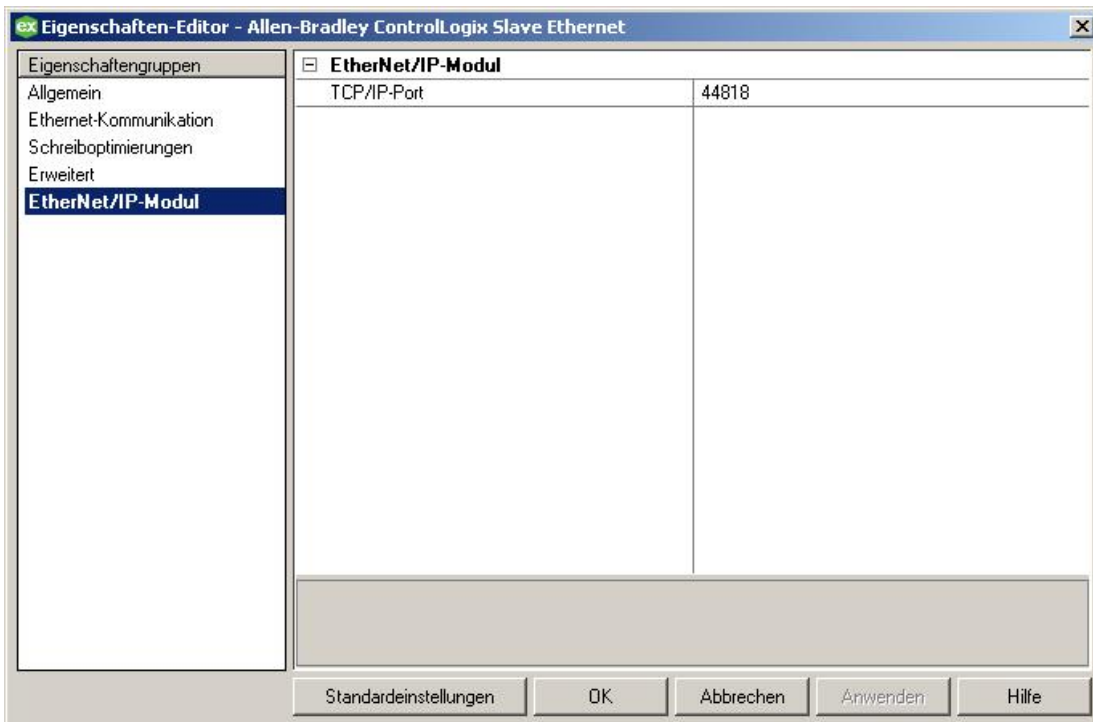 ex Eigenschaften-Editor - Allen-Bradley ControlLogix Slave Ethernet
Eigenschaftengruppen
Allgemein
Ethernet-Kommunikation
Schreiboptimierungen
Erweitert
EtherNet/IP-Modul
EtherNet/IP-Modul
TCP/IP-Port 44818
Standardeinstellungen OK Abbrechen Anwenden Hilfe